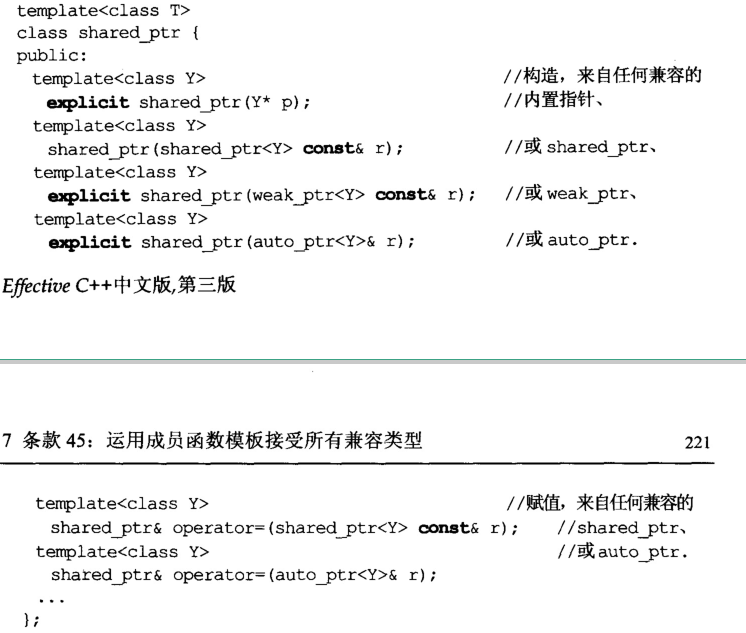 template<class T>
class shared_ptr {
public:
template<class Y> //构造，来自任何兼容的
explicit shared_ptr(Y* p); //内置指针、
template<class Y>
shared_ptr(shared_ptr<Y> const& r); //或 shared_ptr、
template<class Y>
explicit shared_ptr(weak_ptr<Y> const& r); //或 weak_ptr、
template<class Y>
explicit shared_ptr(auto_ptr<Y>& r); //或 auto_ptr.
Effective C++中文版,第三版
7 条款 45：运用成员函数模板接受所有兼容类型 221
template<class Y> //赋值，来自任何兼容的
shared_ptr& operator=(shared_ptr<Y> const& r); //shared_ptr、
template<class Y> //或 auto_ptr.
shared_ptr& operator=(auto_ptr<Y>& r);
...
};